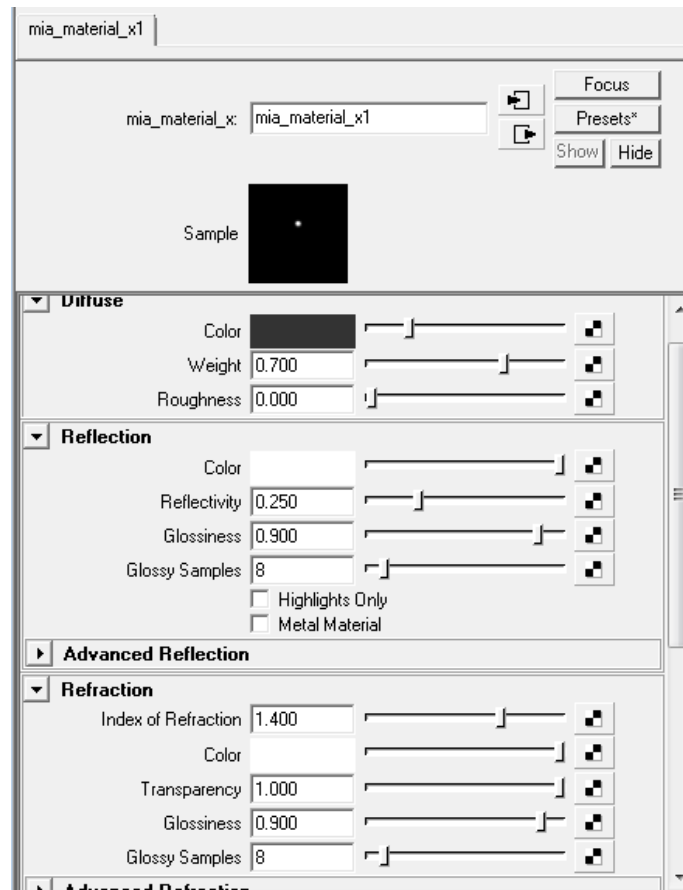 mia_material_x1
Focus
mia_material_x: mia_material_x1
Presets*
Show Hide
Sample
Diffuse
Color
Weight 0.700
Roughness 0.000
Reflection
Color
Reflectivity 0.250
Glossiness 0.900
Glossy Samples 8
Highlights Only
Metal Material
Advanced Reflection
Refraction
Index of Refraction 1.400
Color
Transparency 1.000
Glossiness 0.900
Glossy Samples 8
Advanced Refraction